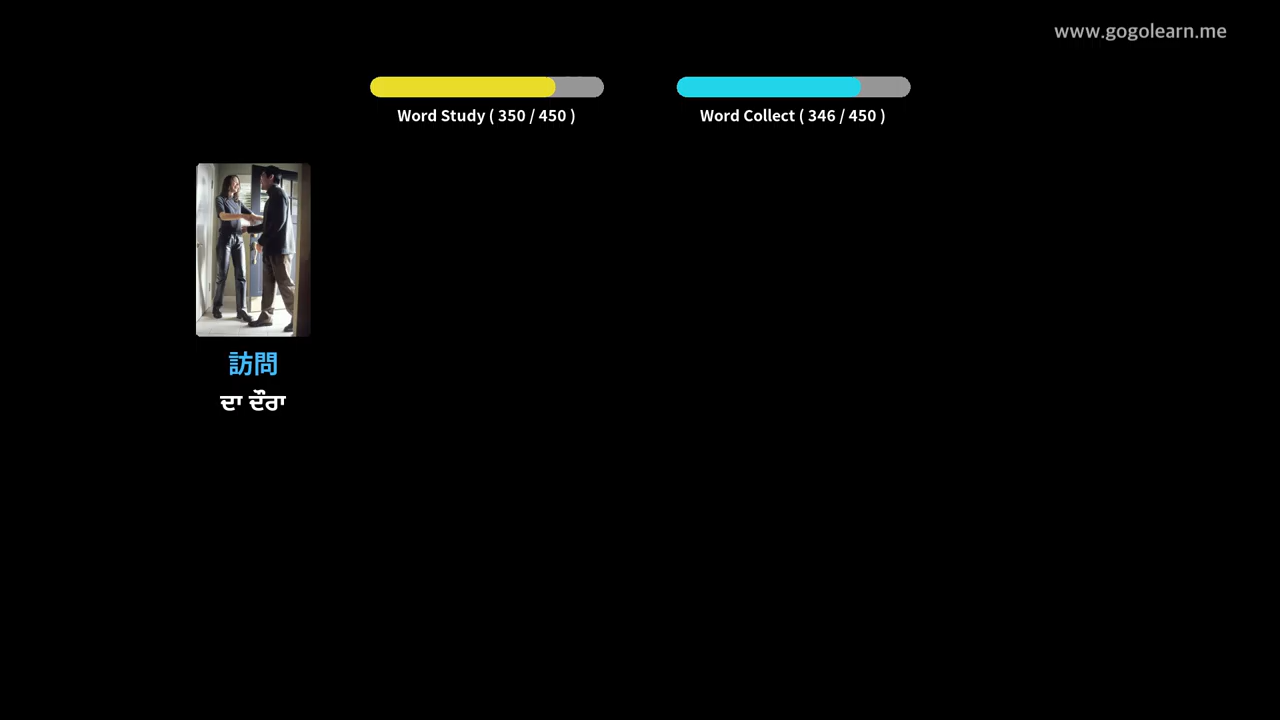 www.gogolearn.me
Word Study ( 350 / 450 )
Word Collect ( 346 / 450 )
訪問
ਦਾ ਦੌਰਾ